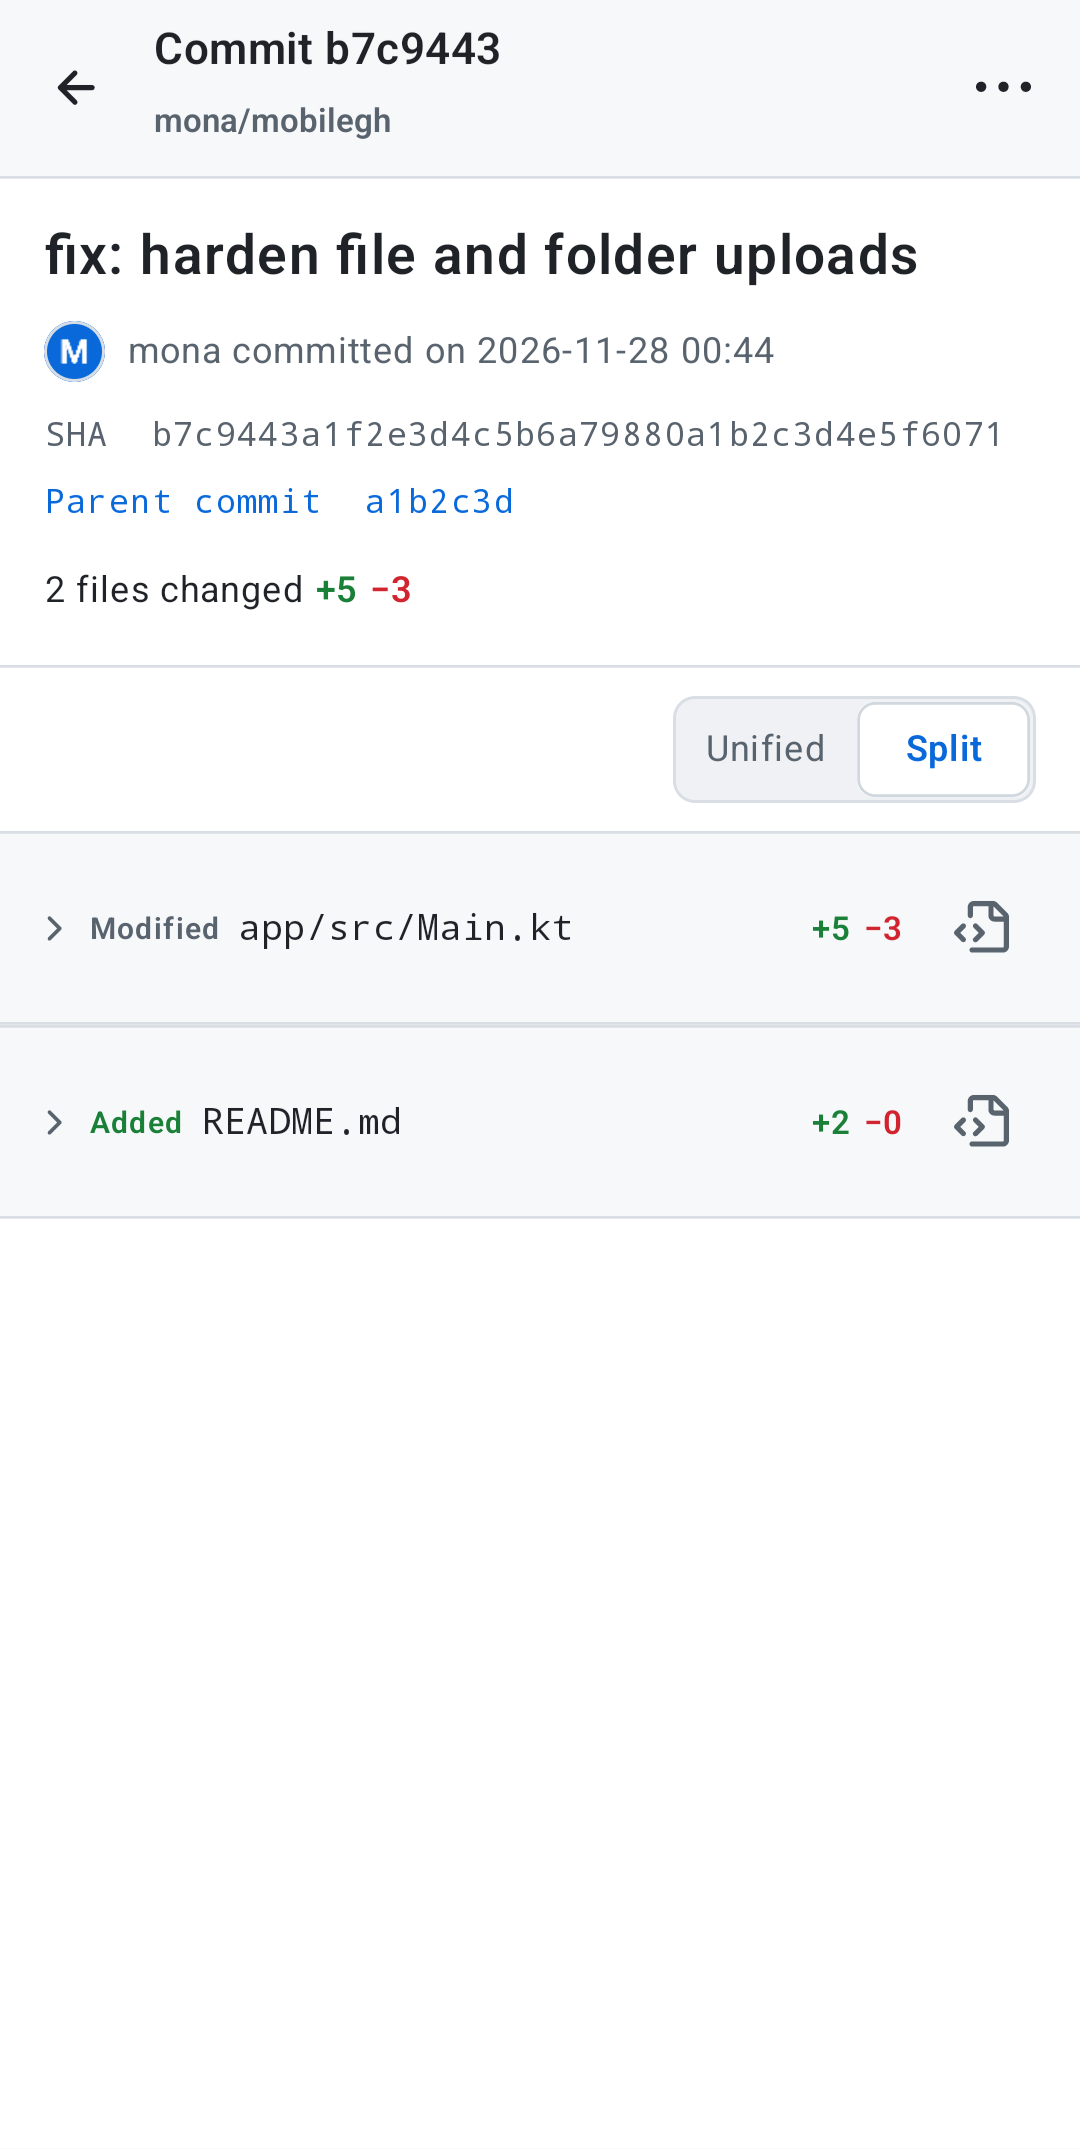 Commit b7c9443
mona/mobilegh
fix: harden file and folder uploads
M mona committed on 2026-11-28 00:44
SHA b7c9443a1f2e3d4c5b6a79880a1b2c3d4e5f6071
Parent commit a1b2c3d
2 files changed +5 −3
Unified Split
Modified app/src/Main.kt +5 −3
Added README.md +2 −0